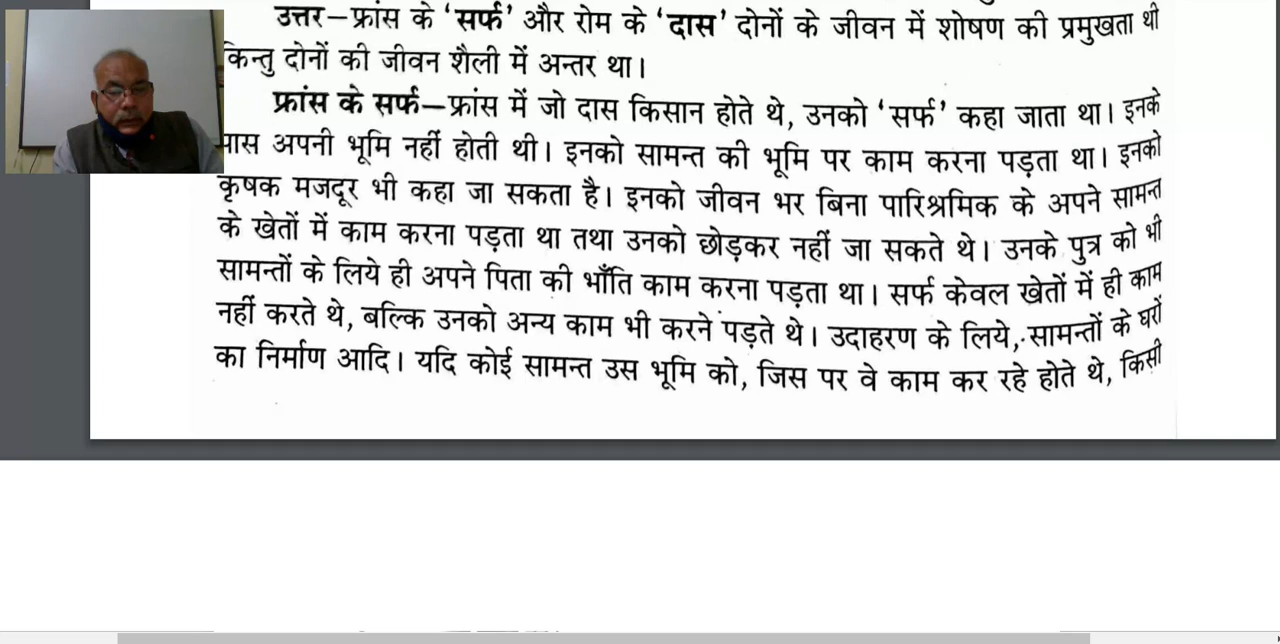 उत्तर—फ्रांस के ‘सर्फ’ और रोम के ‘दास’ दोनों के जीवन में शोषण की प्रमुखता थी
किन्तु दोनों की जीवन शैली में अन्तर था।
फ्रांस के सर्फ—फ्रांस में जो दास किसान होते थे, उनको ‘सर्फ’ कहा जाता था। इनके
पास अपनी भूमि नहीं होती थी। इनको सामन्त की भूमि पर काम करना पड़ता था। इनको
कृषक मजदूर भी कहा जा सकता है। इनको जीवन भर बिना पारिश्रमिक के अपने सामन्त
के खेतों में काम करना पड़ता था तथा उनको छोड़कर नहीं जा सकते थे। उनके पुत्र को भी
सामन्तों के लिये ही अपने पिता की भाँति काम करना पड़ता था। सर्फ केवल खेतों में ही काम
नहीं करते थे, बल्कि उनको अन्य काम भी करने पड़ते थे। उदाहरण के लिये, सामन्तों के घरों
का निर्माण आदि। यदि कोई सामन्त उस भूमि को, जिस पर वे काम कर रहे होते थे, किसी